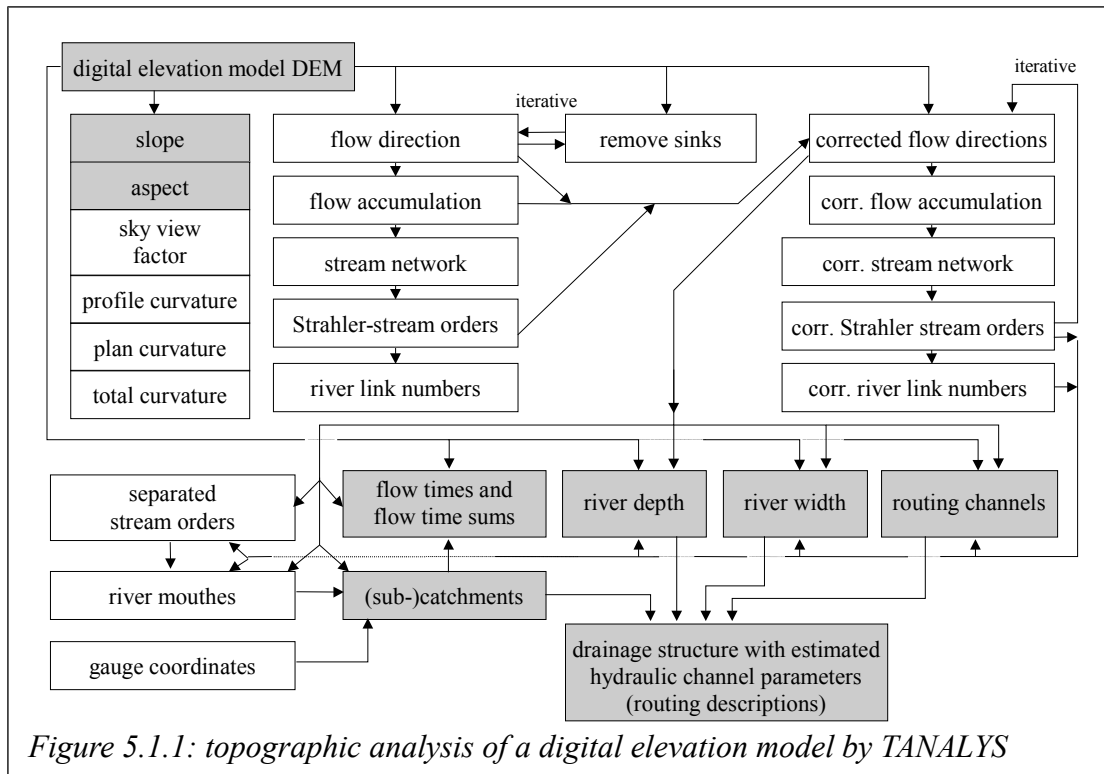 digital elevation model DEM
iterative
iterative
slope
flow direction
remove sinks
corrected flow directions
aspect
flow accumulation
corr. flow accumulation
sky view
factor
stream network
corr. stream network
profile curvature
Strahler-stream orders
corr. Strahler stream orders
plan curvature
total curvature
river link numbers
corr. river link numbers
separated
stream orders
flow times and
flow time sums
river depth
river width
routing channels
river mouthes
(sub-)catchments
gauge coordinates
drainage structure with estimated
hydraulic channel parameters
(routing descriptions)
Figure 5.1.1: topographic analysis of a digital elevation model by TANALYS